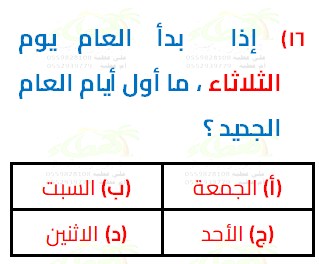 ١٦) إذا بدأ العام يوم
الثلاثاء ، ما أول أيام العام
الجديد ؟
(أ) الجمعة (ب) السبت
(ج) الأحد (د) الاثنين